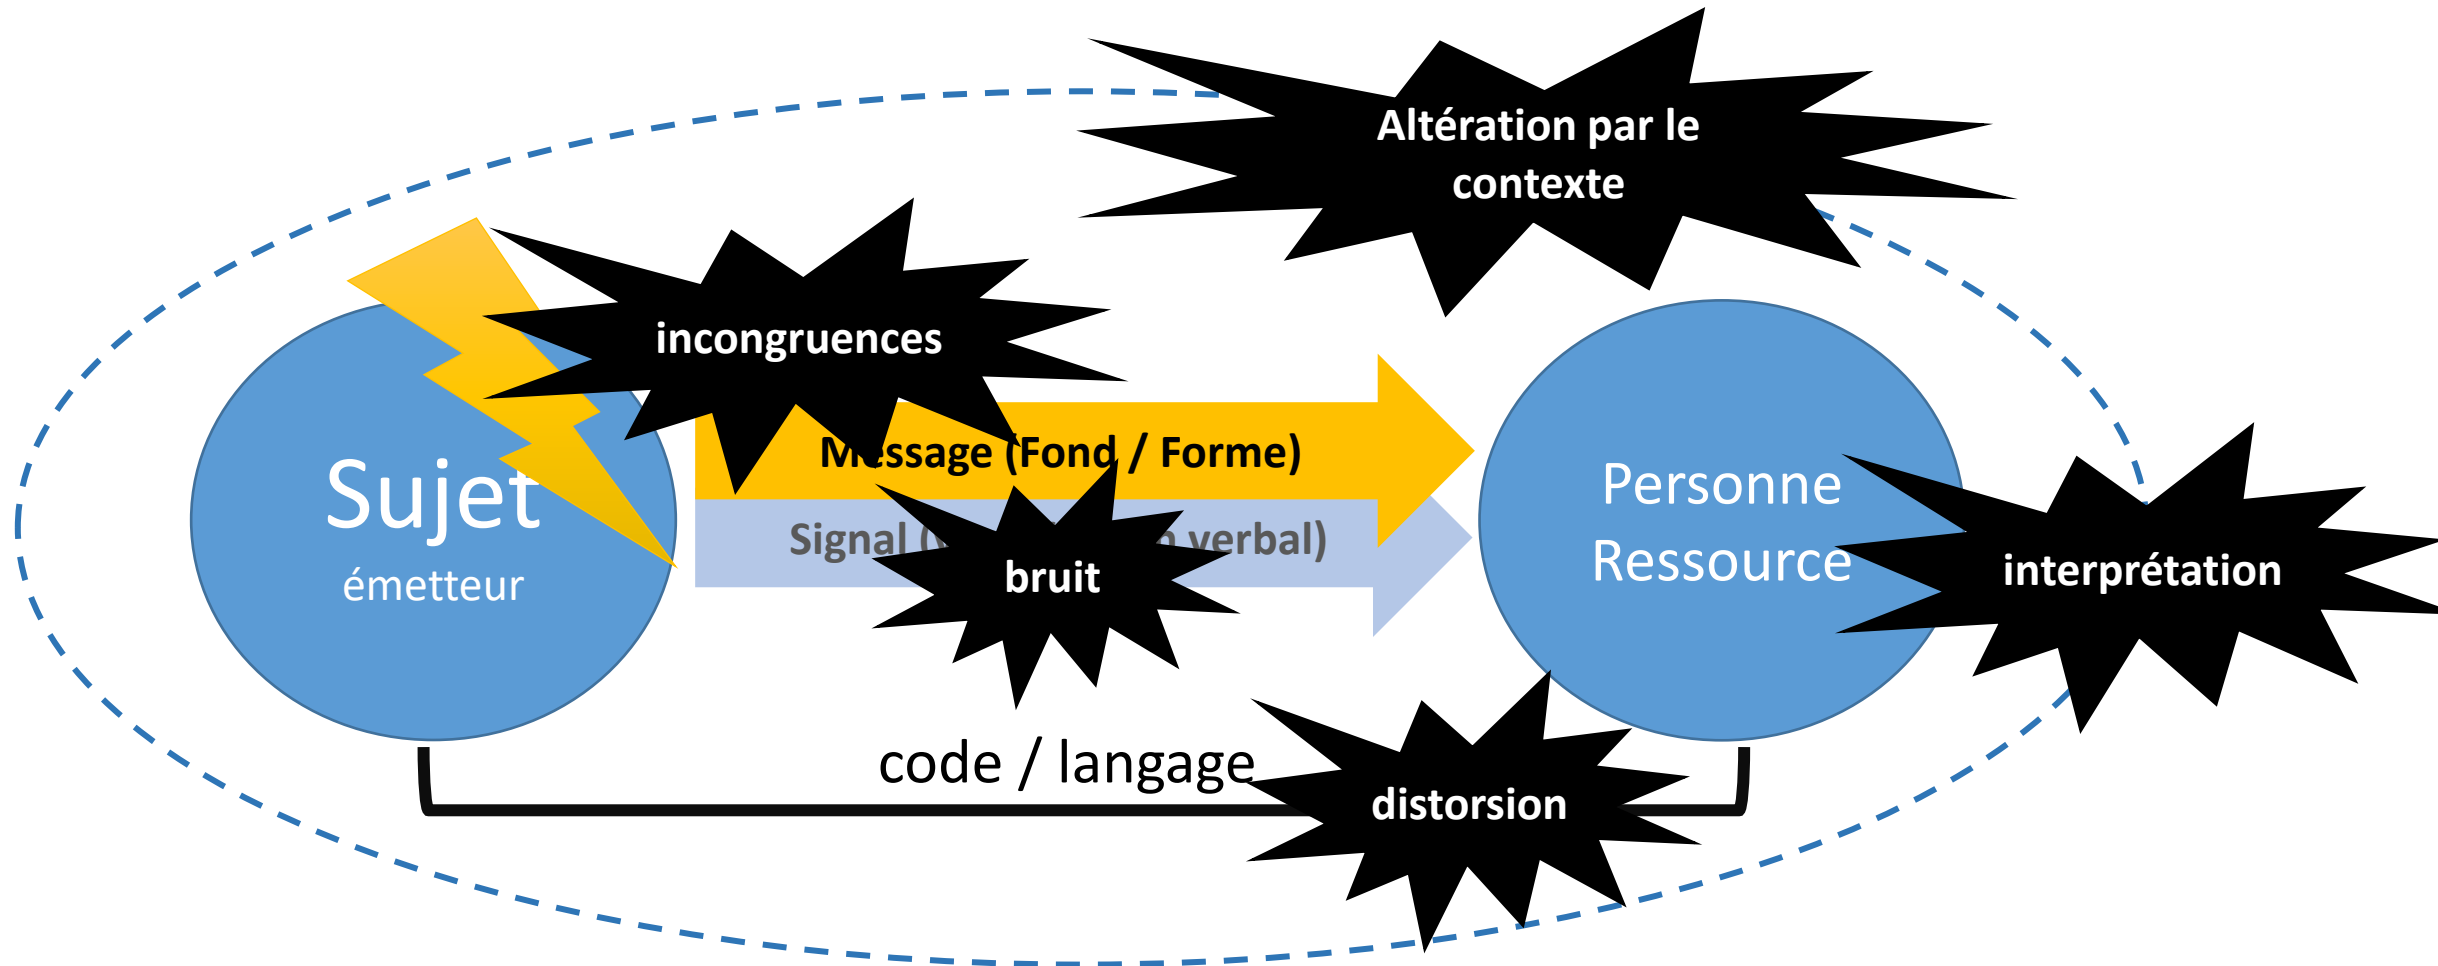 Altération par le
contexte
incongruences
Message (Fond / Forme)
Signal ( verbal)
bruit
Sujet
émetteur
Personne
Ressource
interprétation
code / langage
distorsion